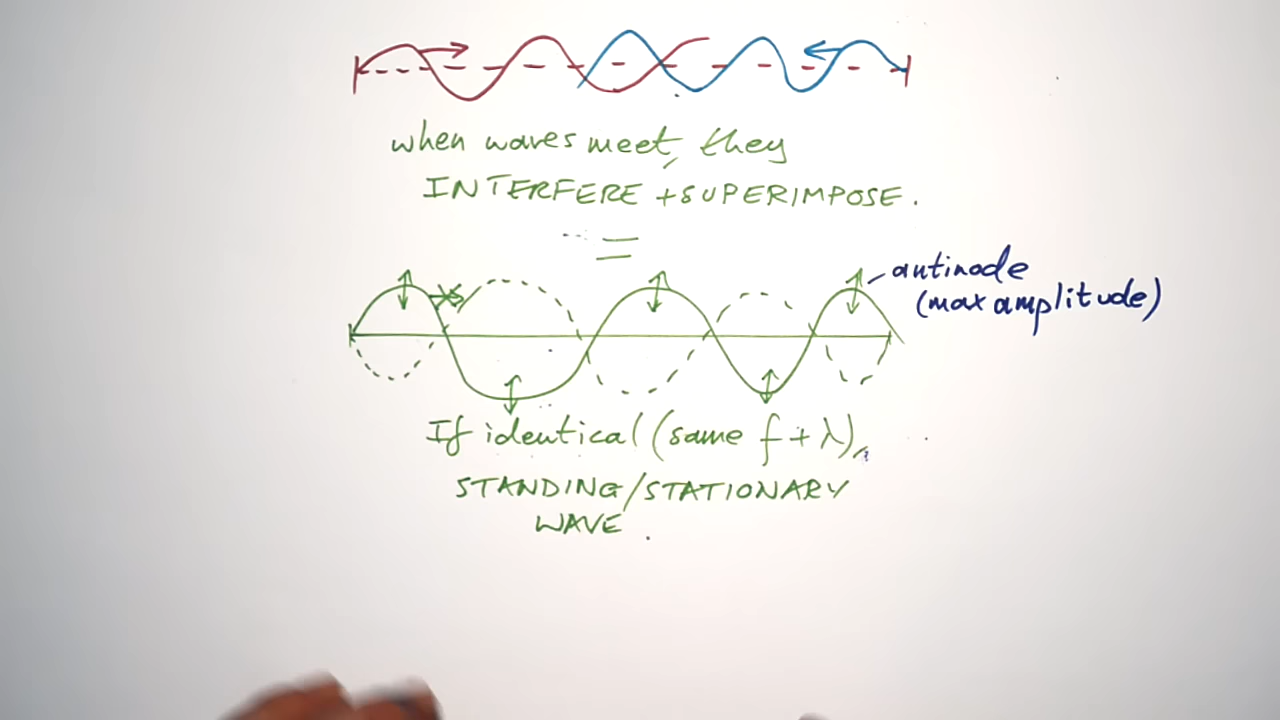 when waves meet, they
INTERFERE + SUPERIMPOSE.
=
antinode
(max amplitude)
If identical (same f + λ),
STANDING/STATIONARY
WAVE.